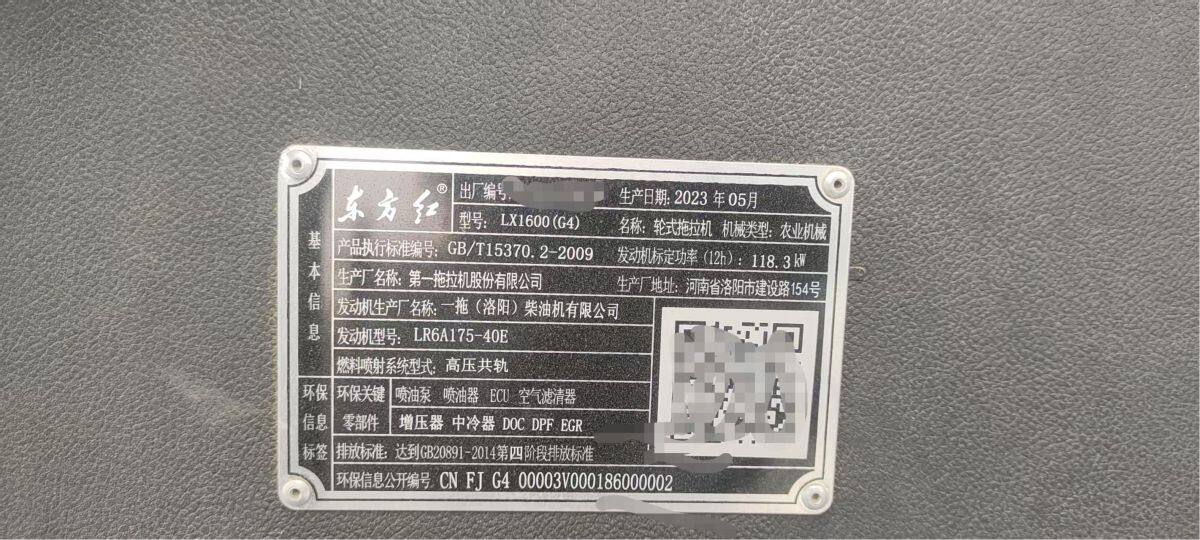 东方红®
出厂编号
生产日期: 2023 年 05月
型号: LX1600(G4)
名称: 轮式拖拉机 机械类型: 农业机械
基本信息
产品执行标准编号: GB/T15370.2-2009
发动机标定功率(12h): 118.3kW
生产厂名称: 第一拖拉机股份有限公司
生产厂地址: 河南省洛阳市建设路154号
发动机生产厂名称: 一拖(洛阳)柴油机有限公司
发动机型号: LR6A175-40E
燃料喷射系统型式: 高压共轨
环保信息标签
环保关键零部件
喷油泵 喷油器 ECU 空气滤清器
增压器 中冷器 DOC DPF EGR
排放标准: 达到GB20891-2014第四阶段排放标准
环保信息公开编号: CN FJ G4 00003V000186000002